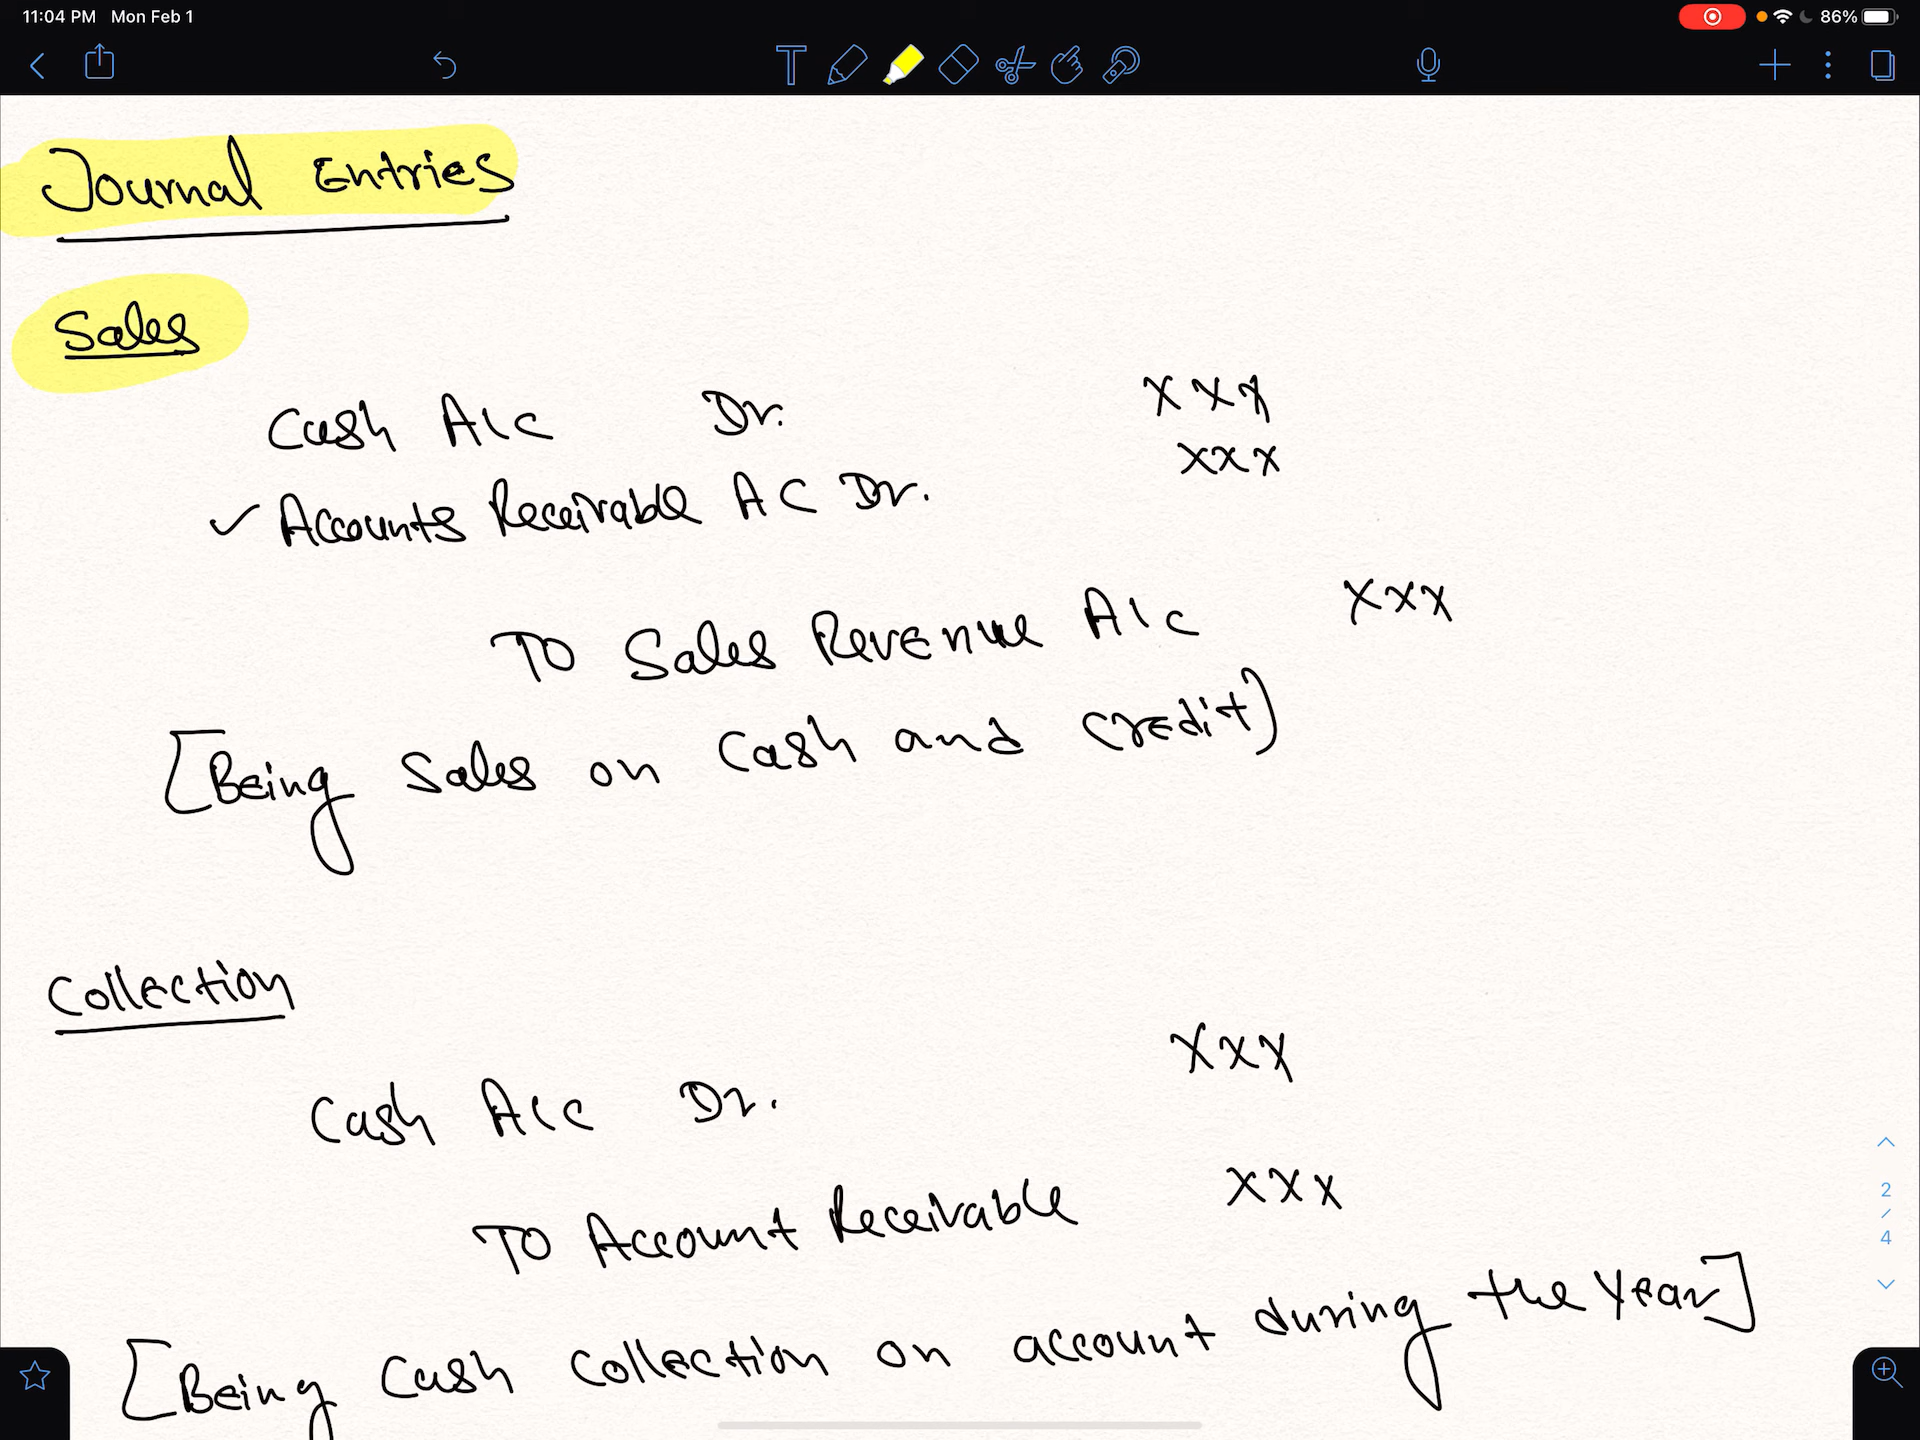 11:04 PM Mon Feb 1
86%
Journal Entries
Sales
Cash A/c Dr. xxx
✓ Accounts Receivable AC Dr. xxx
To Sales Revenue A/c xxx
[Being Sales on Cash and credit]
Collection
Cash A/c Dr. xxx
To Account Receivable xxx
[Being Cash Collection on account during the Year]
2
/
4